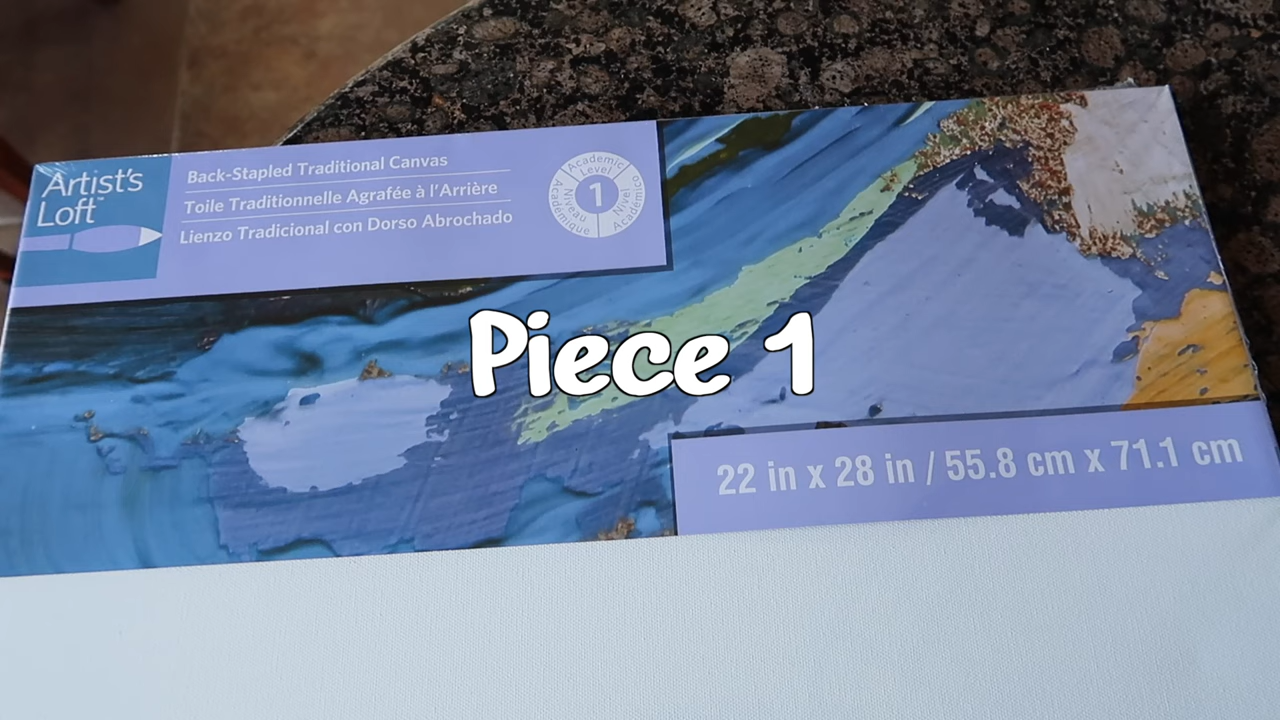 Artist's
Loft™
Back-Stapled Traditional Canvas
Toile Traditionnelle Agrafée à l'Arrière
Lienzo Tradicional con Dorso Abrochado
Academic
Level
1
Niveau
Académique
Nivel
Académico
Piece 1
22 in x 28 in / 55.8 cm x 71.1 cm